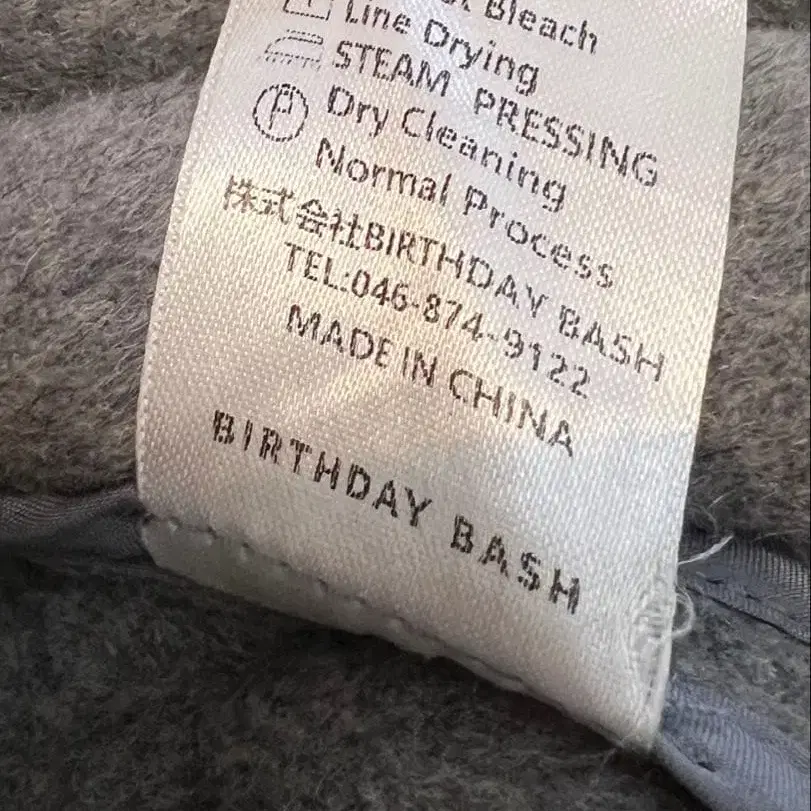 Bleach
Line Drying
STEAM PRESSING
Dry Cleaning
P
Normal Process
株式会社BIRTHDAY BASH
TEL:046-874-9122
MADE IN CHINA
BIRTHDAY BASH